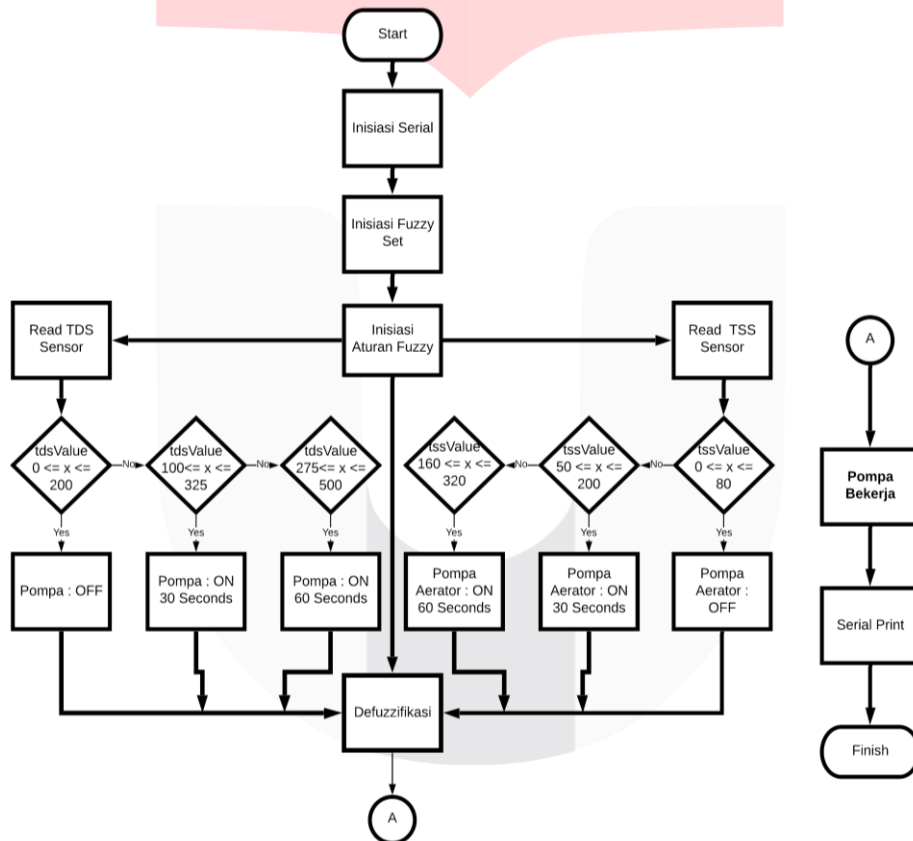 Start
Inisiasi Serial
Inisiasi Fuzzy
Set
Inisiasi
Aturan Fuzzy
Read TDS
Sensor
Read TSS
Sensor
tdsValue
0 <= x <=
200
No
tdsValue
100<= x <=
325
No
tdsValue
275<= x <=
500
tssValue
160 <= x <=
320
No
tssValue
50 <= x <=
200
No
tssValue
0 <= x <=
80
Yes
Yes
Yes
Yes
Yes
Yes
Pompa : OFF
Pompa : ON
30 Seconds
Pompa : ON
60 Seconds
Pompa
Aerator : ON
60 Seconds
Pompa
Aerator : ON
30 Seconds
Pompa
Aerator :
OFF
Defuzzifikasi
A
A
Pompa
Bekerja
Serial Print
Finish